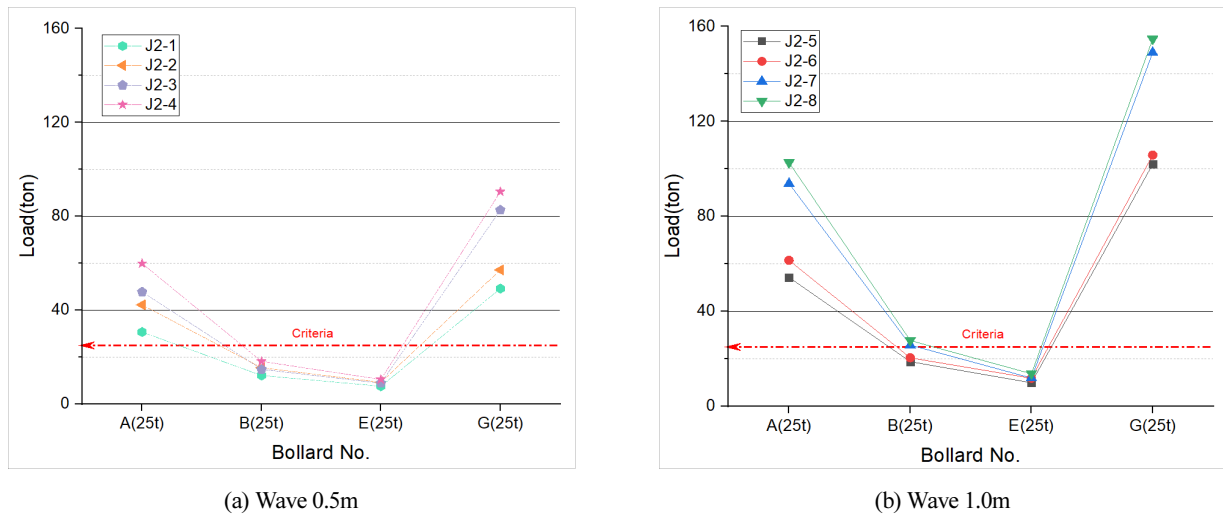 160
120
80
40
0
Load(ton)
J2-1
J2-2
J2-3
J2-4
Criteria
A(25t) B(25t) E(25t) G(25t)
Bollard No.
(a) Wave 0.5m
160
120
80
40
0
Load(ton)
J2-5
J2-6
J2-7
J2-8
Criteria
A(25t) B(25t) E(25t) G(25t)
Bollard No.
(b) Wave 1.0m